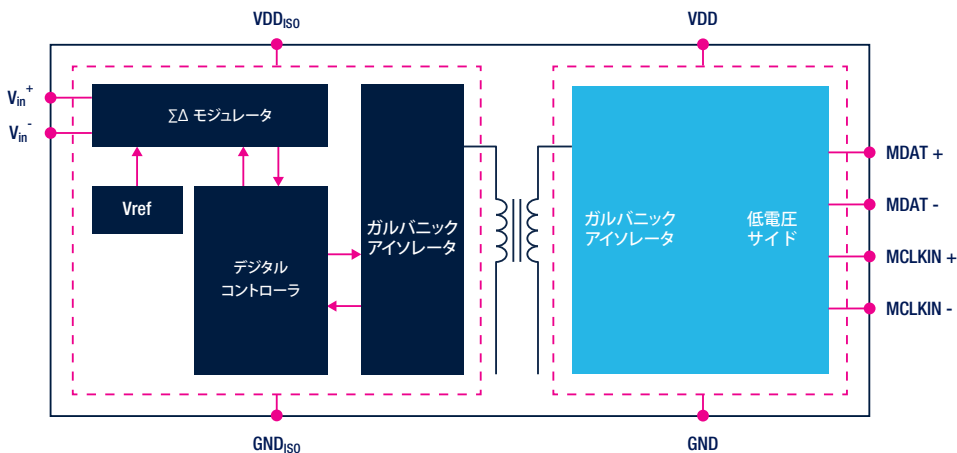 VDDISO
VDD
Vin+
Vin-
ΣΔ モジュレータ
Vref
デジタル
コントローラ
ガルバニック
アイソレータ
ガルバニック
アイソレータ
低電圧
サイド
MDAT +
MDAT -
MCLKIN +
MCLKIN -
GNDISO
GND